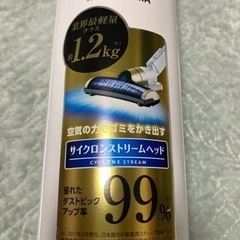 業界最軽量
クラス
約1.2kg
空気の力でゴミをかき出す
サイクロンストリームヘッド
CYCLONE STREAM
優れた
ダストピック
アップ率
99%